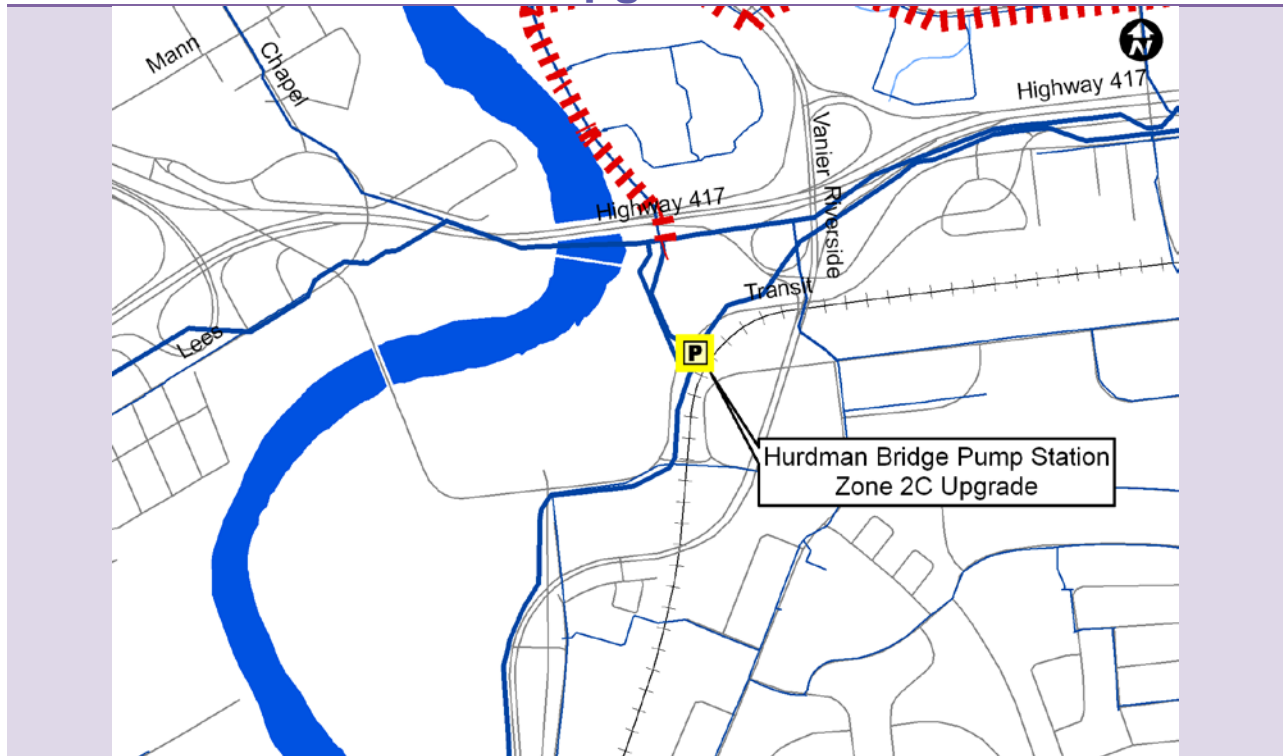 Mann
Chapel
N
Highway 417
Vanier
Riverside
Highway 417
Transit
Lees
P
Hurdman Bridge Pump Station
Zone 2C Upgrade